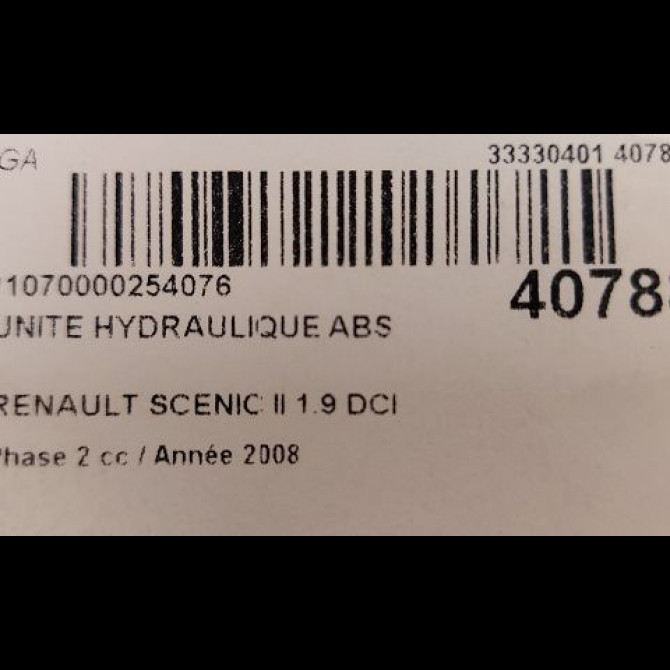 GA
33330401 4078
1070000254076
4078
UNITE HYDRAULIQUE ABS
RENAULT SCENIC II 1.9 DCI
Phase 2 cc / Année 2008